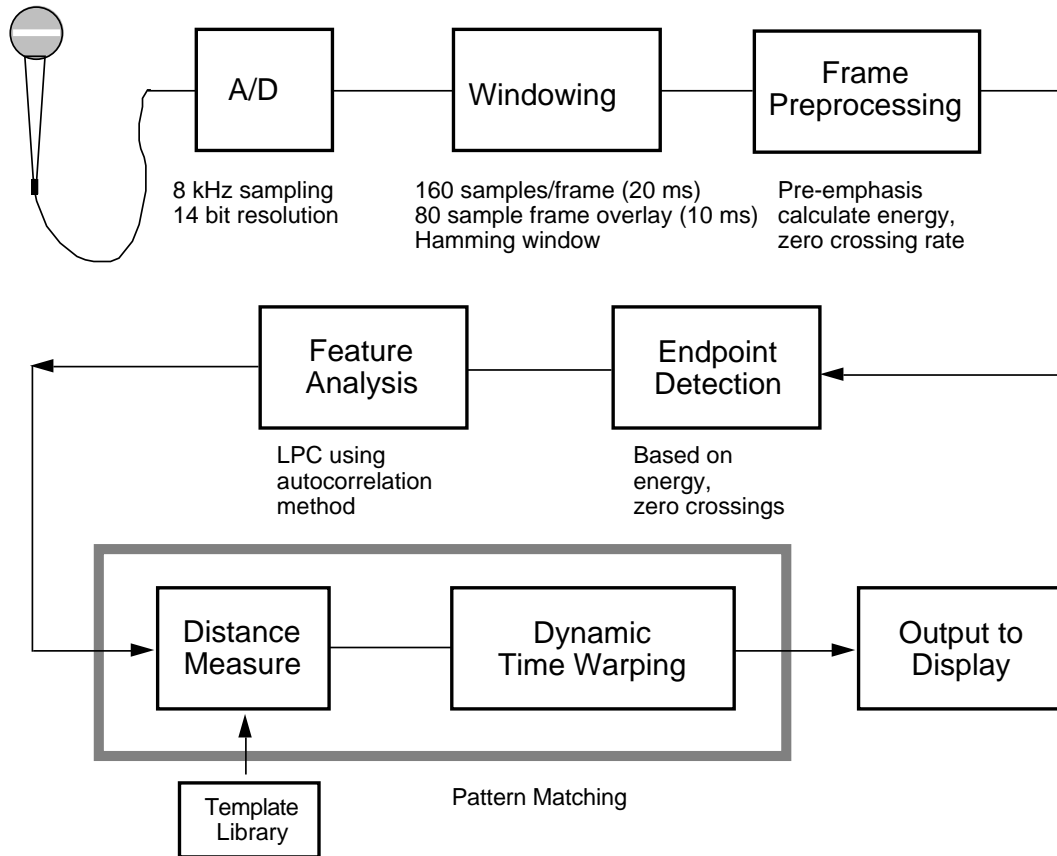 A/D
Windowing
Frame
Preprocessing
8 kHz sampling
14 bit resolution
160 samples/frame (20 ms)
80 sample frame overlay (10 ms)
Hamming window
Pre-emphasis
calculate energy,
zero crossing rate
Feature
Analysis
Endpoint
Detection
LPC using
autocorrelation
method
Based on
energy,
zero crossings
Distance
Measure
Dynamic
Time Warping
Output to
Display
Template
Library
Pattern Matching